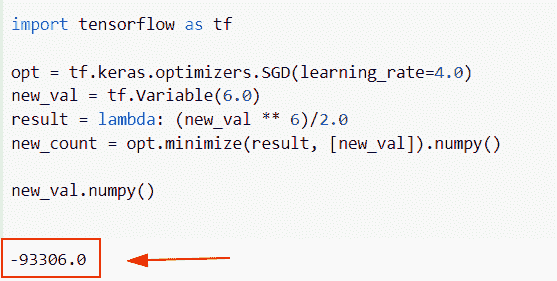 import tensorflow as tf
opt = tf.keras.optimizers.SGD(learning_rate=4.0)
new_val = tf.Variable(6.0)
result = lambda: (new_val ** 6)/2.0
new_count = opt.minimize(result, [new_val]).numpy()
new_val.numpy()
-93306.0